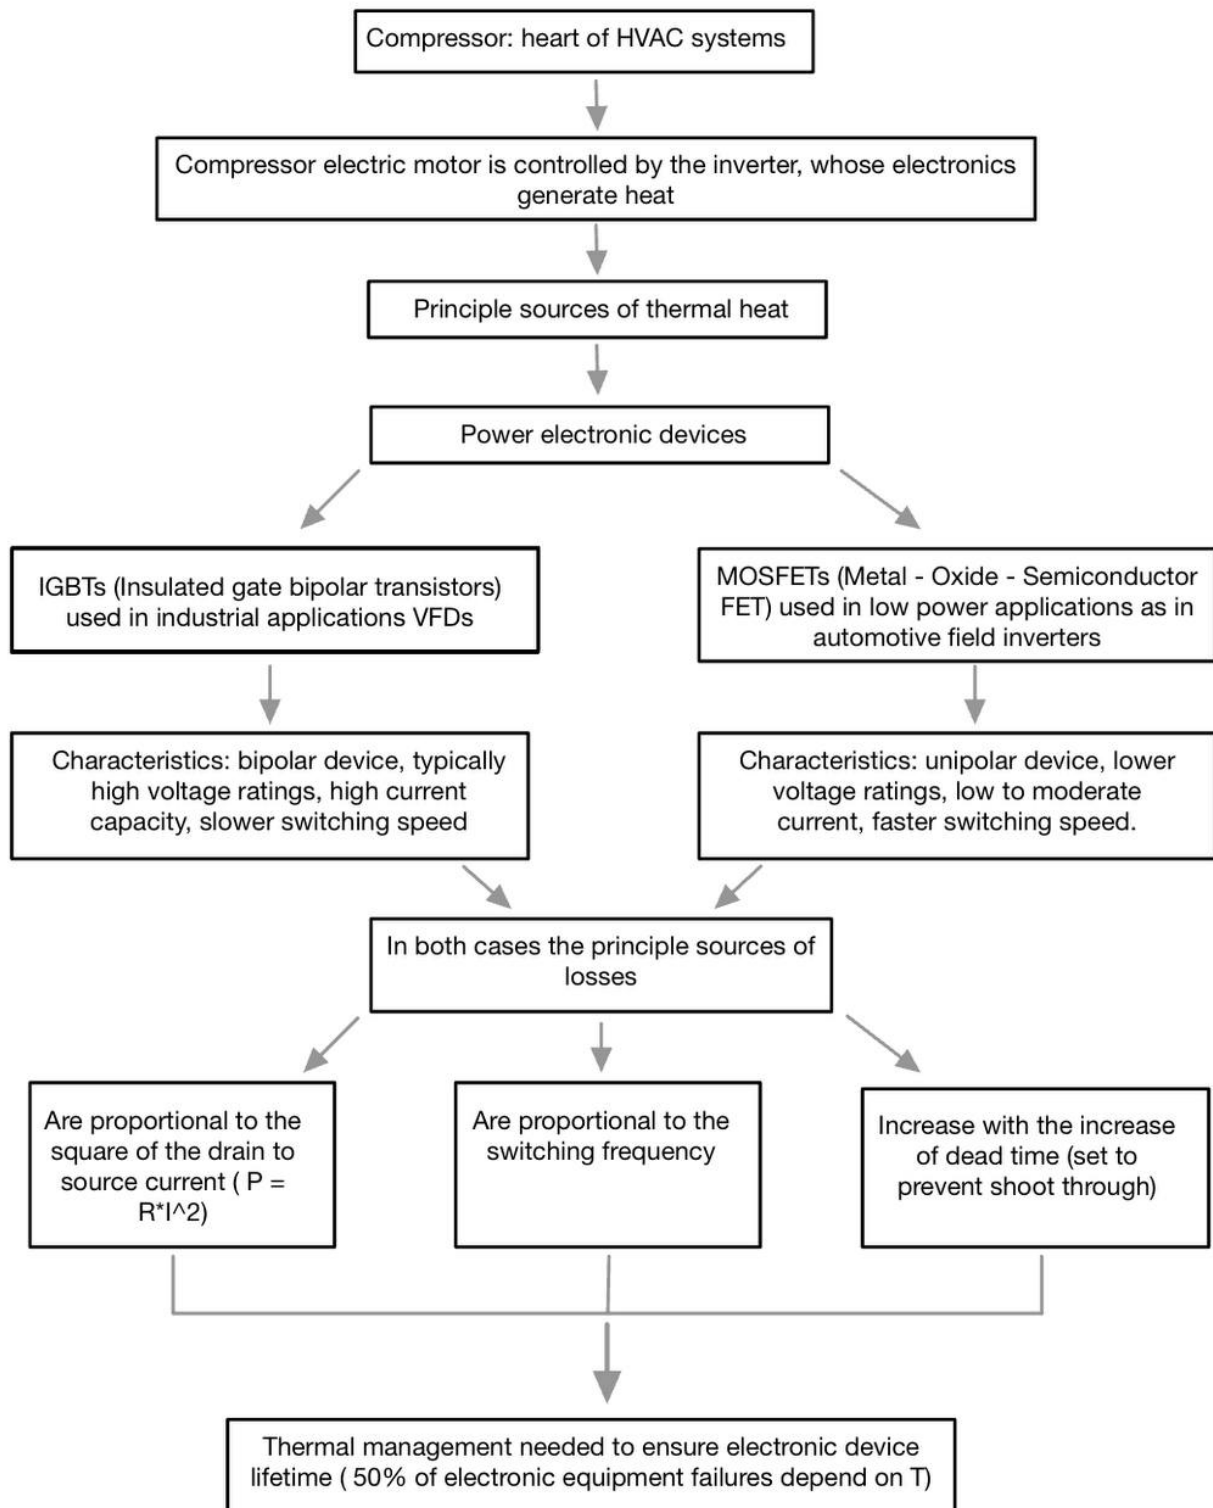 Compressor: heart of HVAC systems
Compressor electric motor is controlled by the inverter, whose electronics
generate heat
Principle sources of thermal heat
Power electronic devices
IGBTs (Insulated gate bipolar transistors)
used in industrial applications VFDs
MOSFETs (Metal - Oxide - Semiconductor
FET) used in low power applications as in
automotive field inverters
Characteristics: bipolar device, typically
high voltage ratings, high current
capacity, slower switching speed
Characteristics: unipolar device, lower
voltage ratings, low to moderate
current, faster switching speed.
In both cases the principle sources of
losses
Are proportional to the
square of the drain to
source current ( P =
R*I^2)
Are proportional to the
switching frequency
Increase with the increase
of dead time (set to
prevent shoot through)
Thermal management needed to ensure electronic device
lifetime ( 50% of electronic equipment failures depend on T)